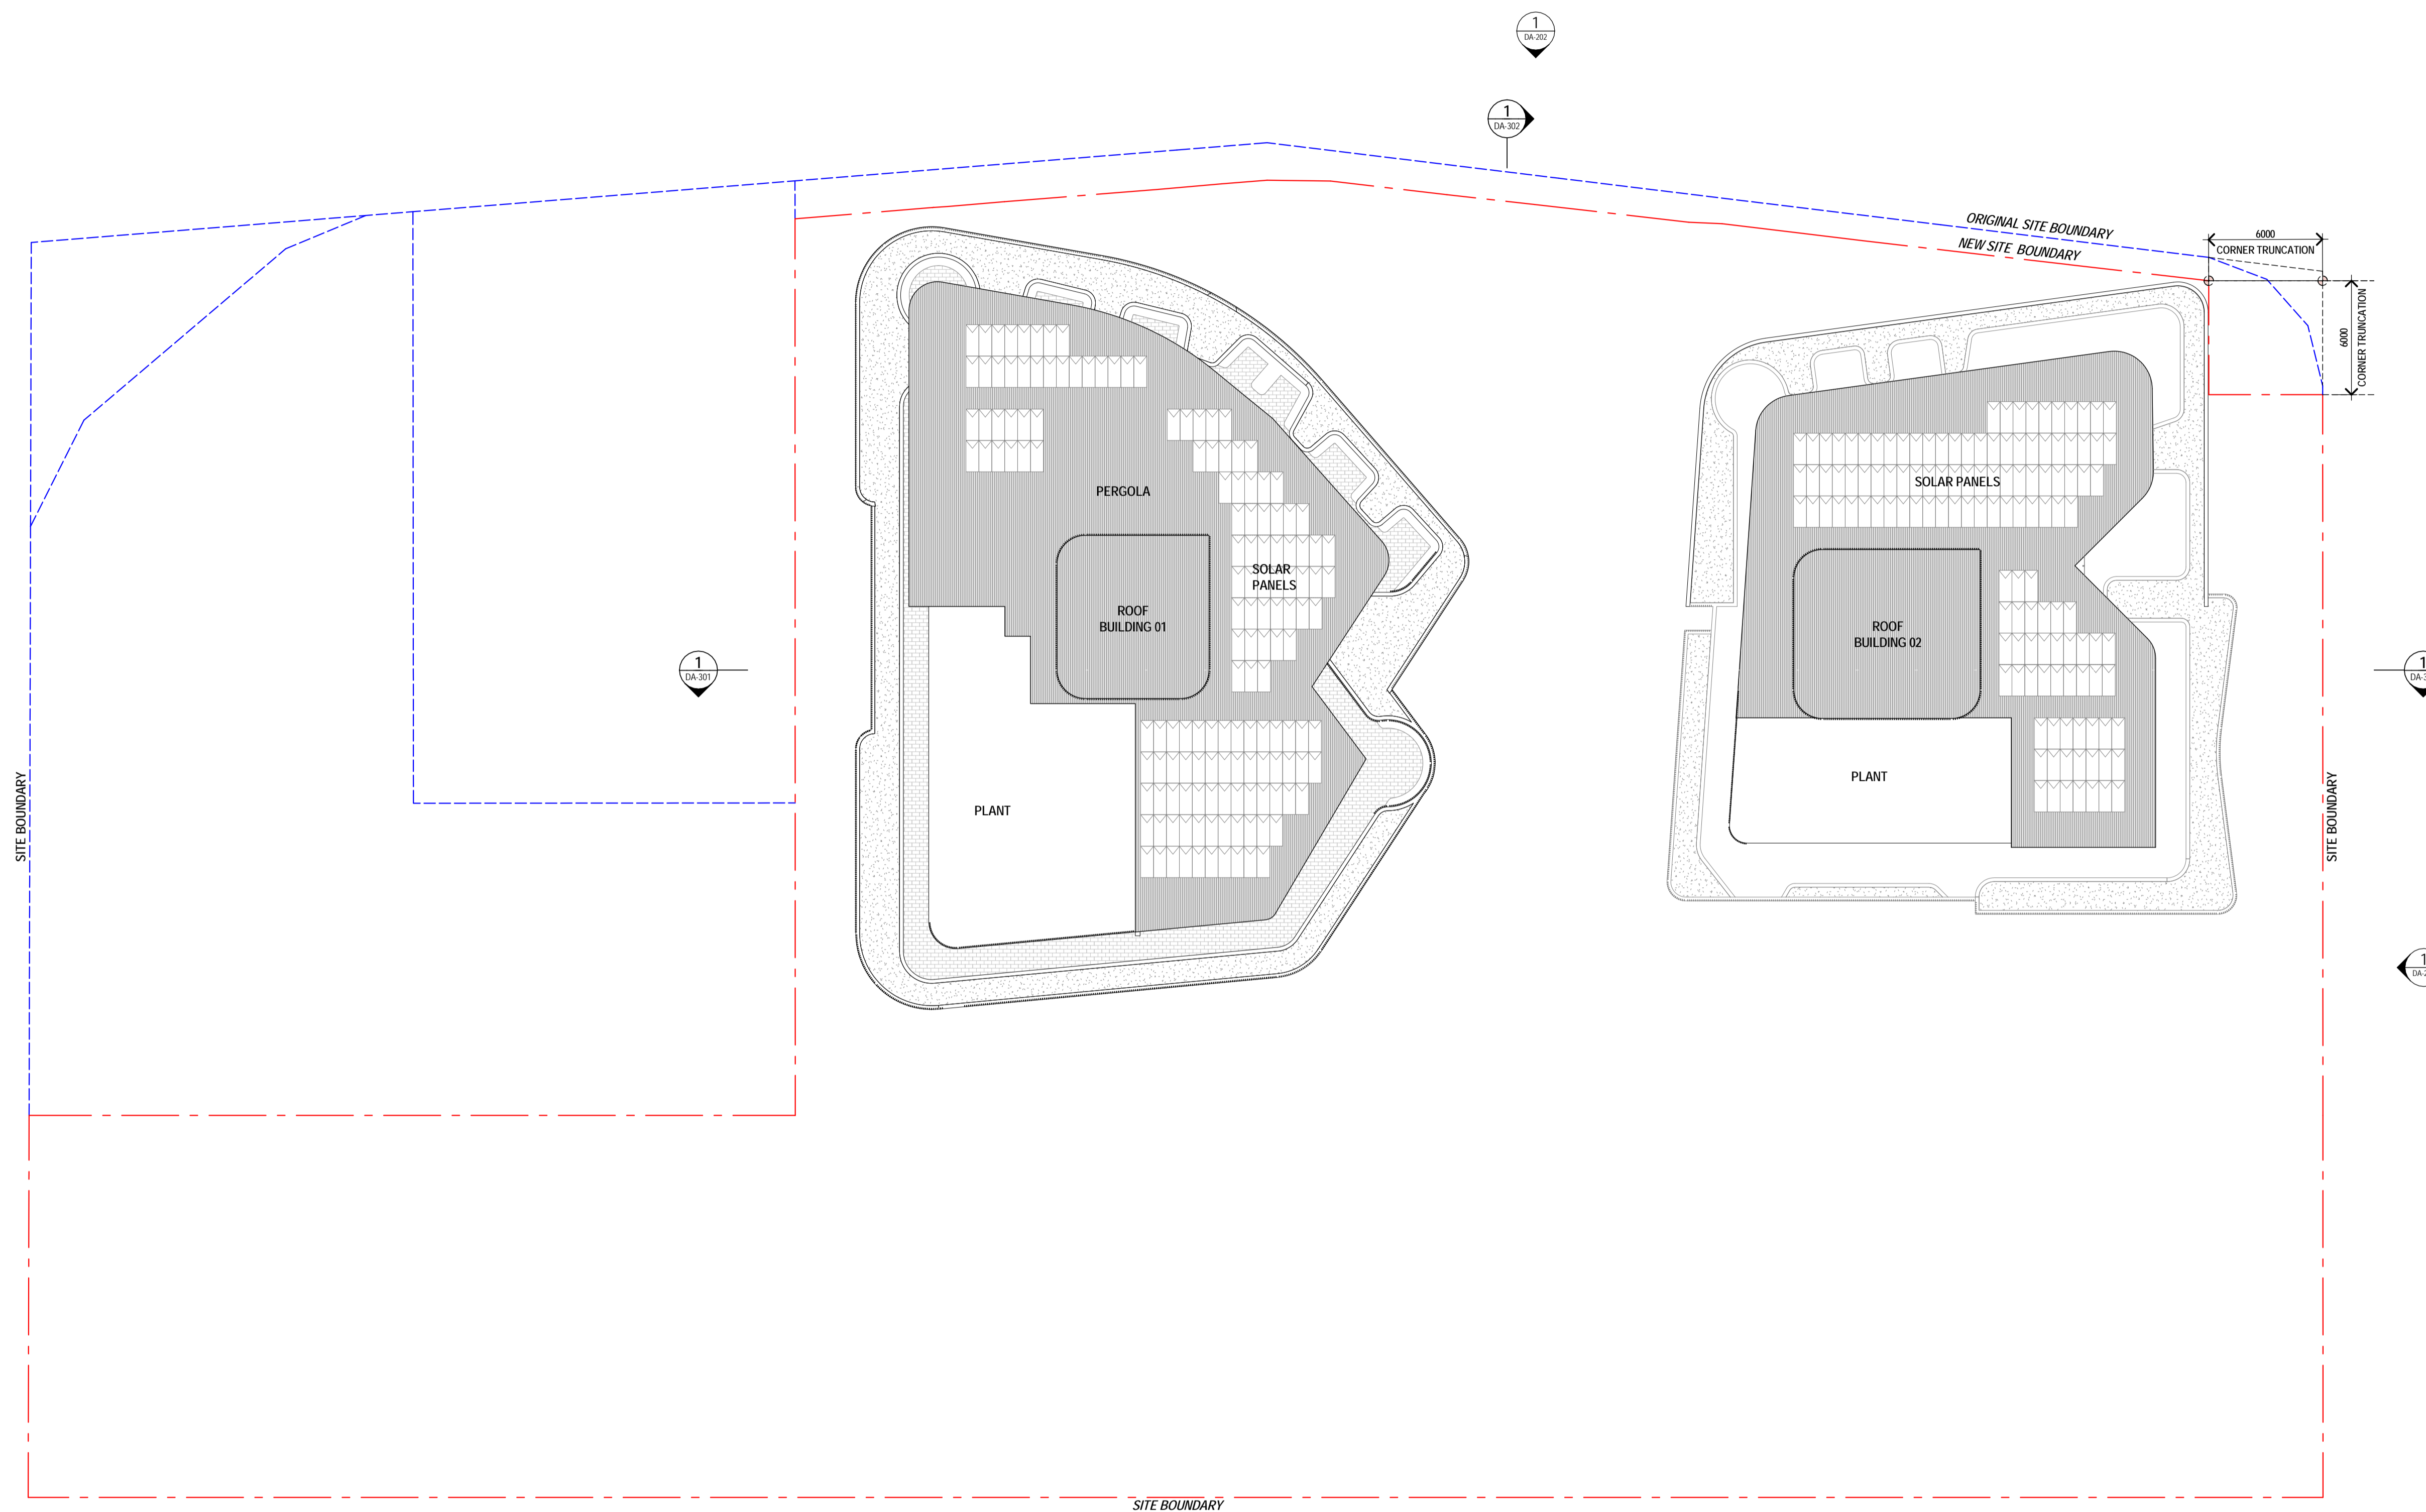 1
DA-202
1
DA-302
ORIGINAL SITE BOUNDARY
NEW SITE BOUNDARY
6000
CORNER TRUNCATION
6000
CORNER TRUNCATION
PERGOLA
SOLAR PANELS
SOLAR
PANELS
ROOF
BUILDING 01
ROOF
BUILDING 02
1
DA-301
1
PLANT
PLANT
SITE BOUNDARY
SITE BOUNDARY
1
SITE BOUNDARY